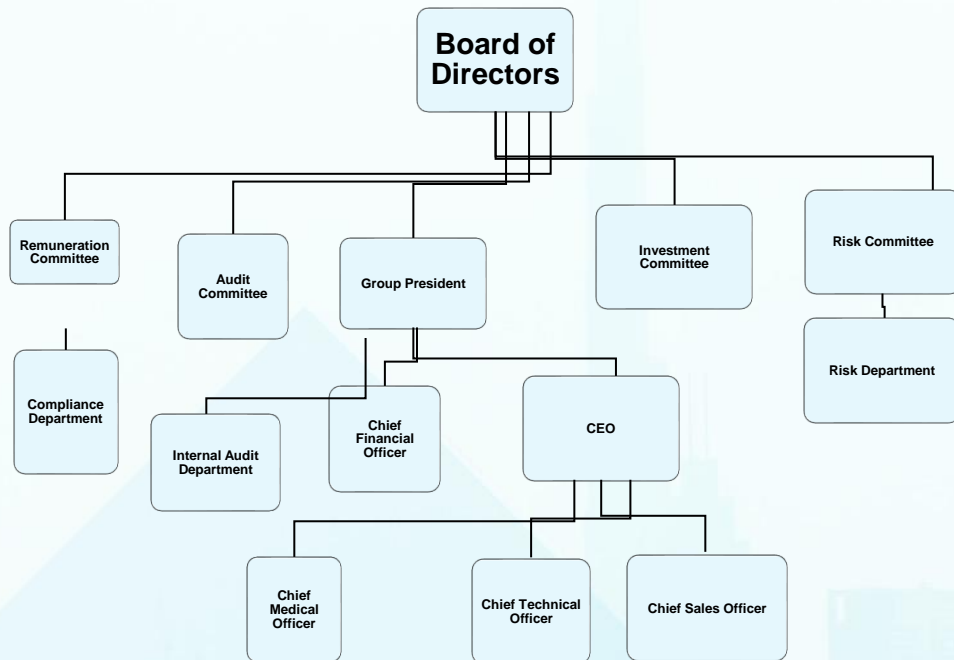 Board of
Directors
Remuneration
Committee
Audit
Committee
Group President
Investment
Committee
Risk Committee
Compliance
Department
Internal Audit
Department
Chief
Financial
Officer
CEO
Risk Department
Chief
Medical
Officer
Chief Technical
Officer
Chief Sales Officer